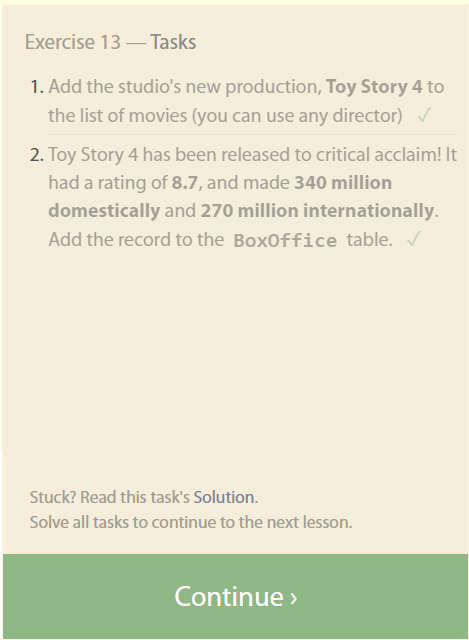 Exercise 13 — Tasks
1. Add the studio's new production, Toy Story 4 to
the list of movies (you can use any director) ✓
2. Toy Story 4 has been released to critical acclaim! It
had a rating of 8.7, and made 340 million
domestically and 270 million internationally.
Add the record to the BoxOffice table. ✓
Stuck? Read this task's Solution.
Solve all tasks to continue to the next lesson.
Continue ›